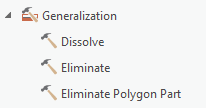 Generalization
Dissolve
Eliminate
Eliminate Polygon Part